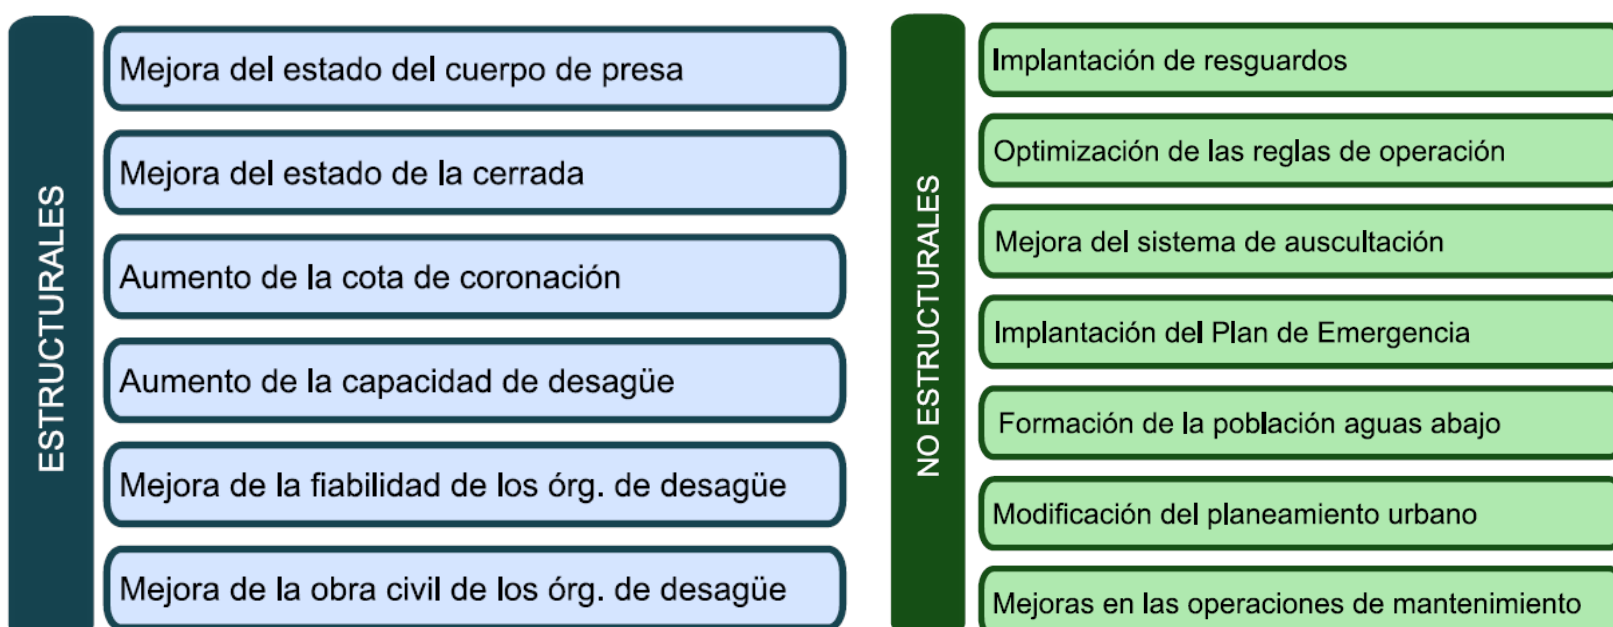 ESTRUCTURALES
Mejora del estado del cuerpo de presa
Mejora del estado de la cerrada
Aumento de la cota de coronación
Aumento de la capacidad de desagüe
Mejora de la fiabilidad de los órg. de desagüe
Mejora de la obra civil de los órg. de desagüe
NO ESTRUCTURALES
Implantación de resguardos
Optimización de las reglas de operación
Mejora del sistema de auscultación
Implantación del Plan de Emergencia
Formación de la población aguas abajo
Modificación del planeamiento urbano
Mejoras en las operaciones de mantenimiento